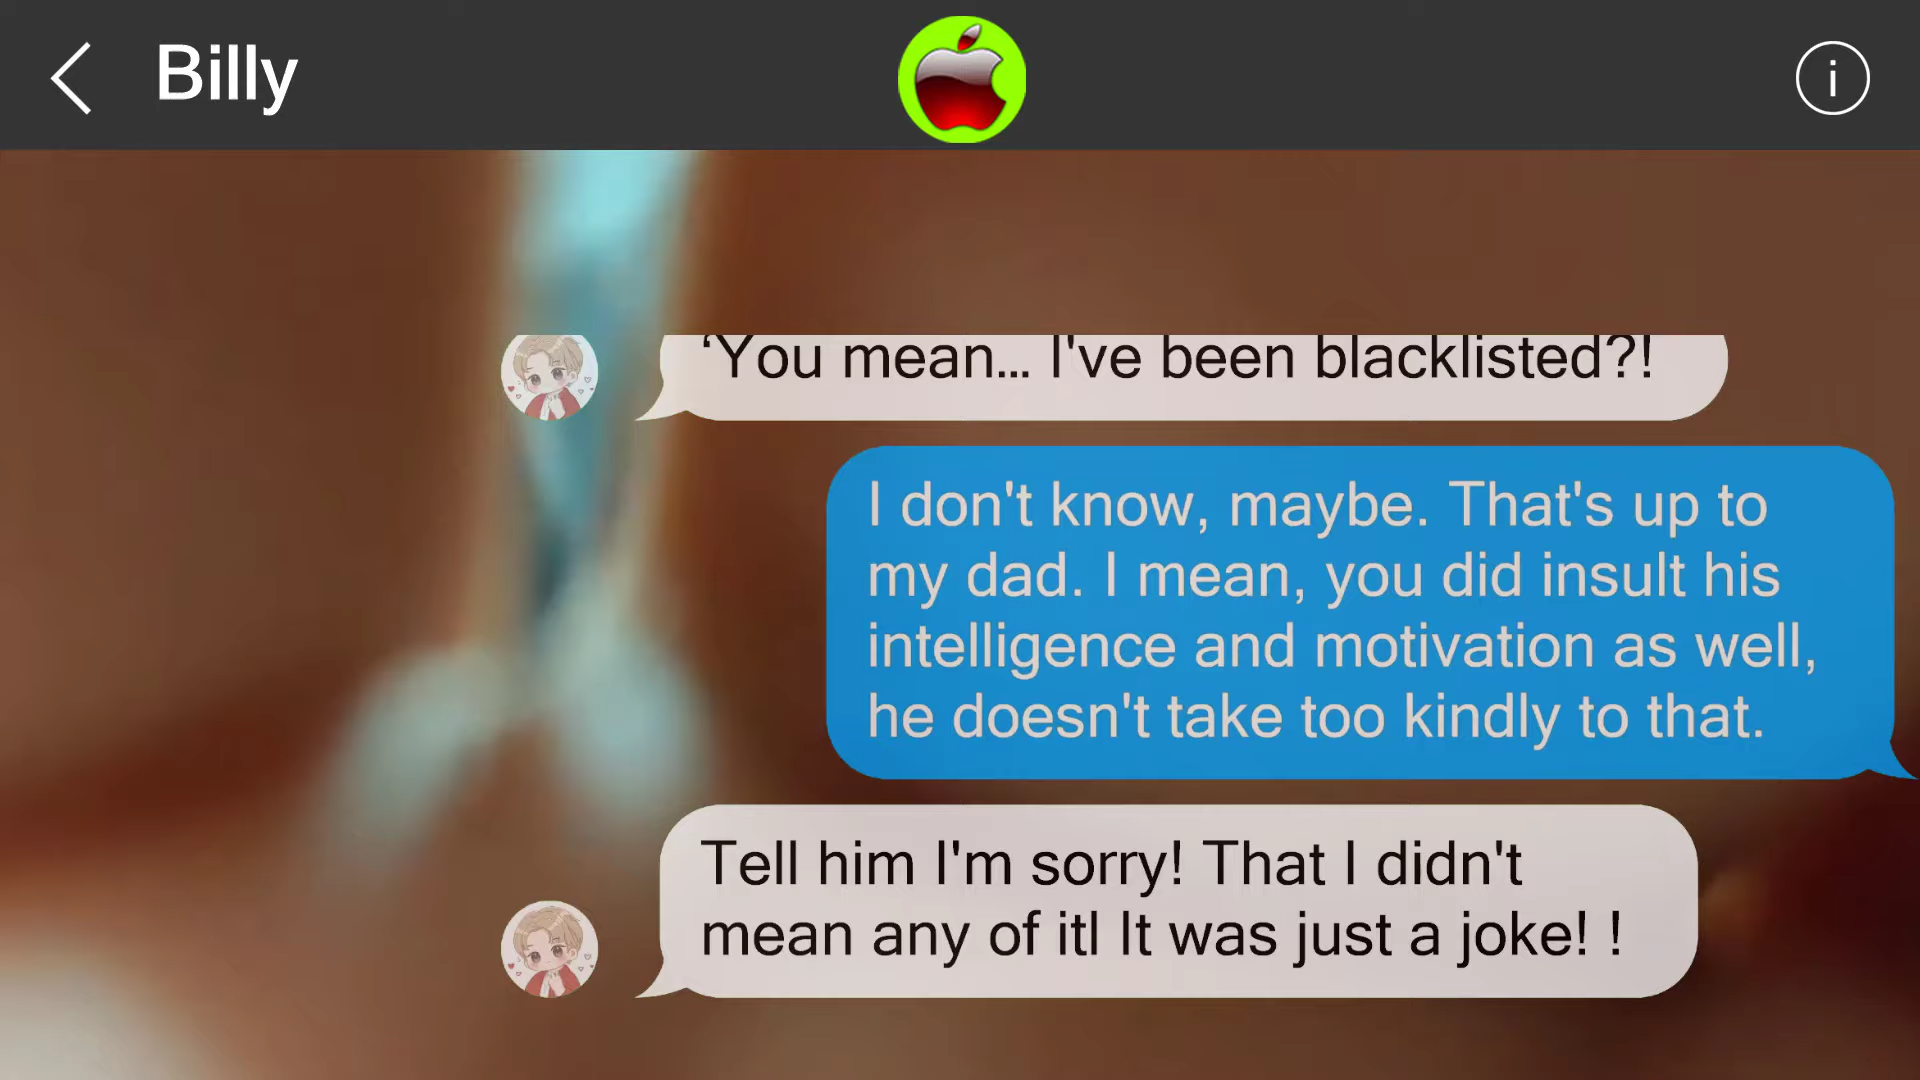 Billy
i
‘You mean... I've been blacklisted?!
I don't know, maybe. That's up to
my dad. I mean, you did insult his
intelligence and motivation as well,
he doesn't take too kindly to that.
Tell him I'm sorry! That I didn't
mean any of itl It was just a joke! !